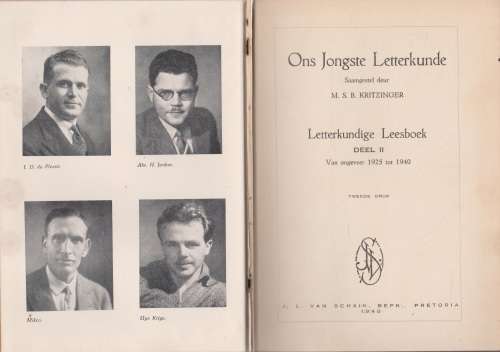 I. D. du Plessis.
Abr. H. Jonker.
Mikro.
Uys Krige.
Ons Jongste Letterkunde
Saamgestel deur
M. S. B. KRITZINGER
Letterkundige Leesboek
DEEL II
Van ongeveer 1925 tot 1940
TWEEDE DRUK
J. L. VAN SCHAIK, BEPK., PRETORIA
1940